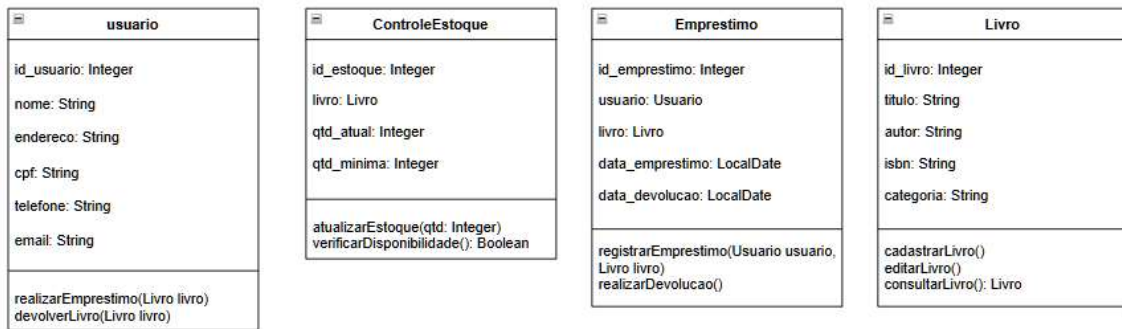 usuario
id_usuario: Integer
nome: String
endereco: String
cpf: String
telefone: String
email: String
realizarEmprestimo(Livro livro)
devolverLivro(Livro livro)
ControleEstoque
id_estoque: Integer
livro: Livro
qtd_atual: Integer
qtd_minima: Integer
atualizarEstoque(qtd: Integer)
verificarDisponibilidade(): Boolean
Emprestimo
id_emprestimo: Integer
usuario: Usuario
livro: Livro
data_emprestimo: LocalDate
data_devolucao: LocalDate
registrarEmprestimo(Usuario usuario,
Livro livro)
realizarDevolucao()
Livro
id_livro: Integer
titulo: String
autor: String
isbn: String
categoria: String
cadastrarLivro()
editarLivro()
consultarLivro(): Livro